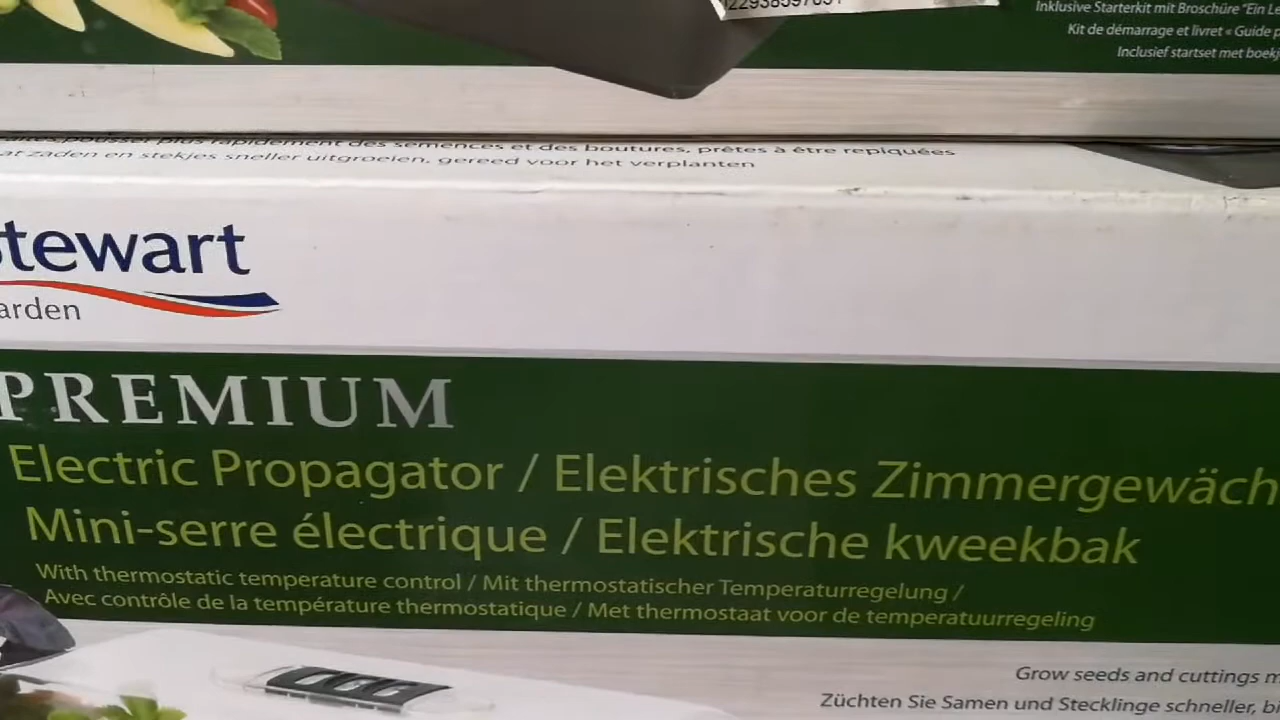 Inklusive Starterkit mit Broschüre "Ein
Kit de démarrage et livret « Guide
Inclusief startset met
pousser plus rapidement des semences et des boutures, prêtes à être repiquées
zaden en stekjes sneller uitgroeien, gereed voor het verplanten
Stewart
arden
PREMIUM
Electric Propagator / Elektrisches Zimmergewäch
Mini-serre électrique / Elektrische kweekbak
With thermostatic temperature control / Mit thermostatischer Temperaturregelung /
Avec contrôle de la température thermostatique / Met thermostaat voor de temperatuurregeling
Grow seeds and cuttings
Züchten Sie Samen und Stecklinge schneller,